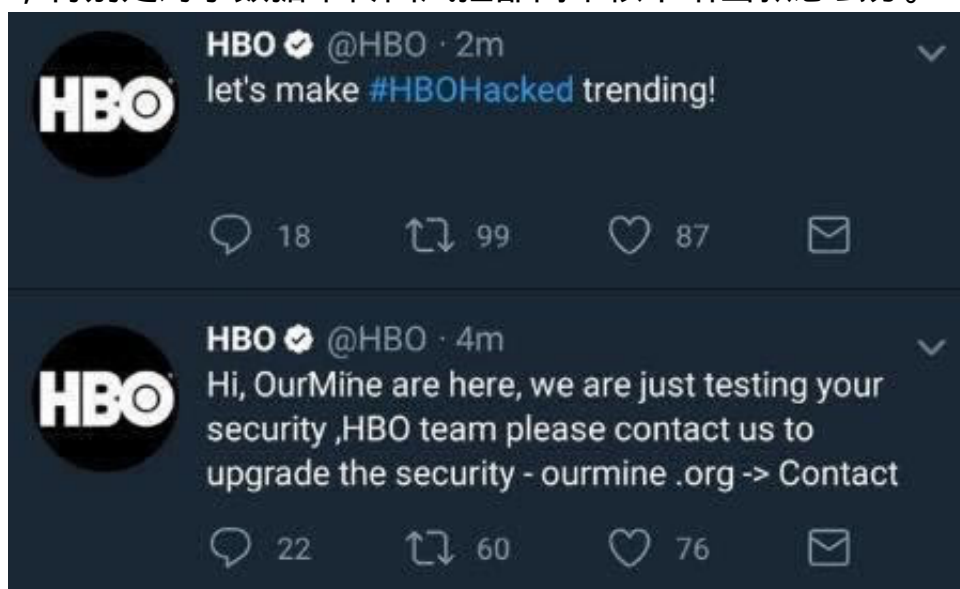 HBO @HBO · 2m
let's make #HBOHacked trending!
18 99 87
HBO
HBO @HBO · 4m
Hi, OurMine are here, we are just testing your
security ,HBO team please contact us to
upgrade the security - ourmine .org -> Contact
22 60 76
HBO